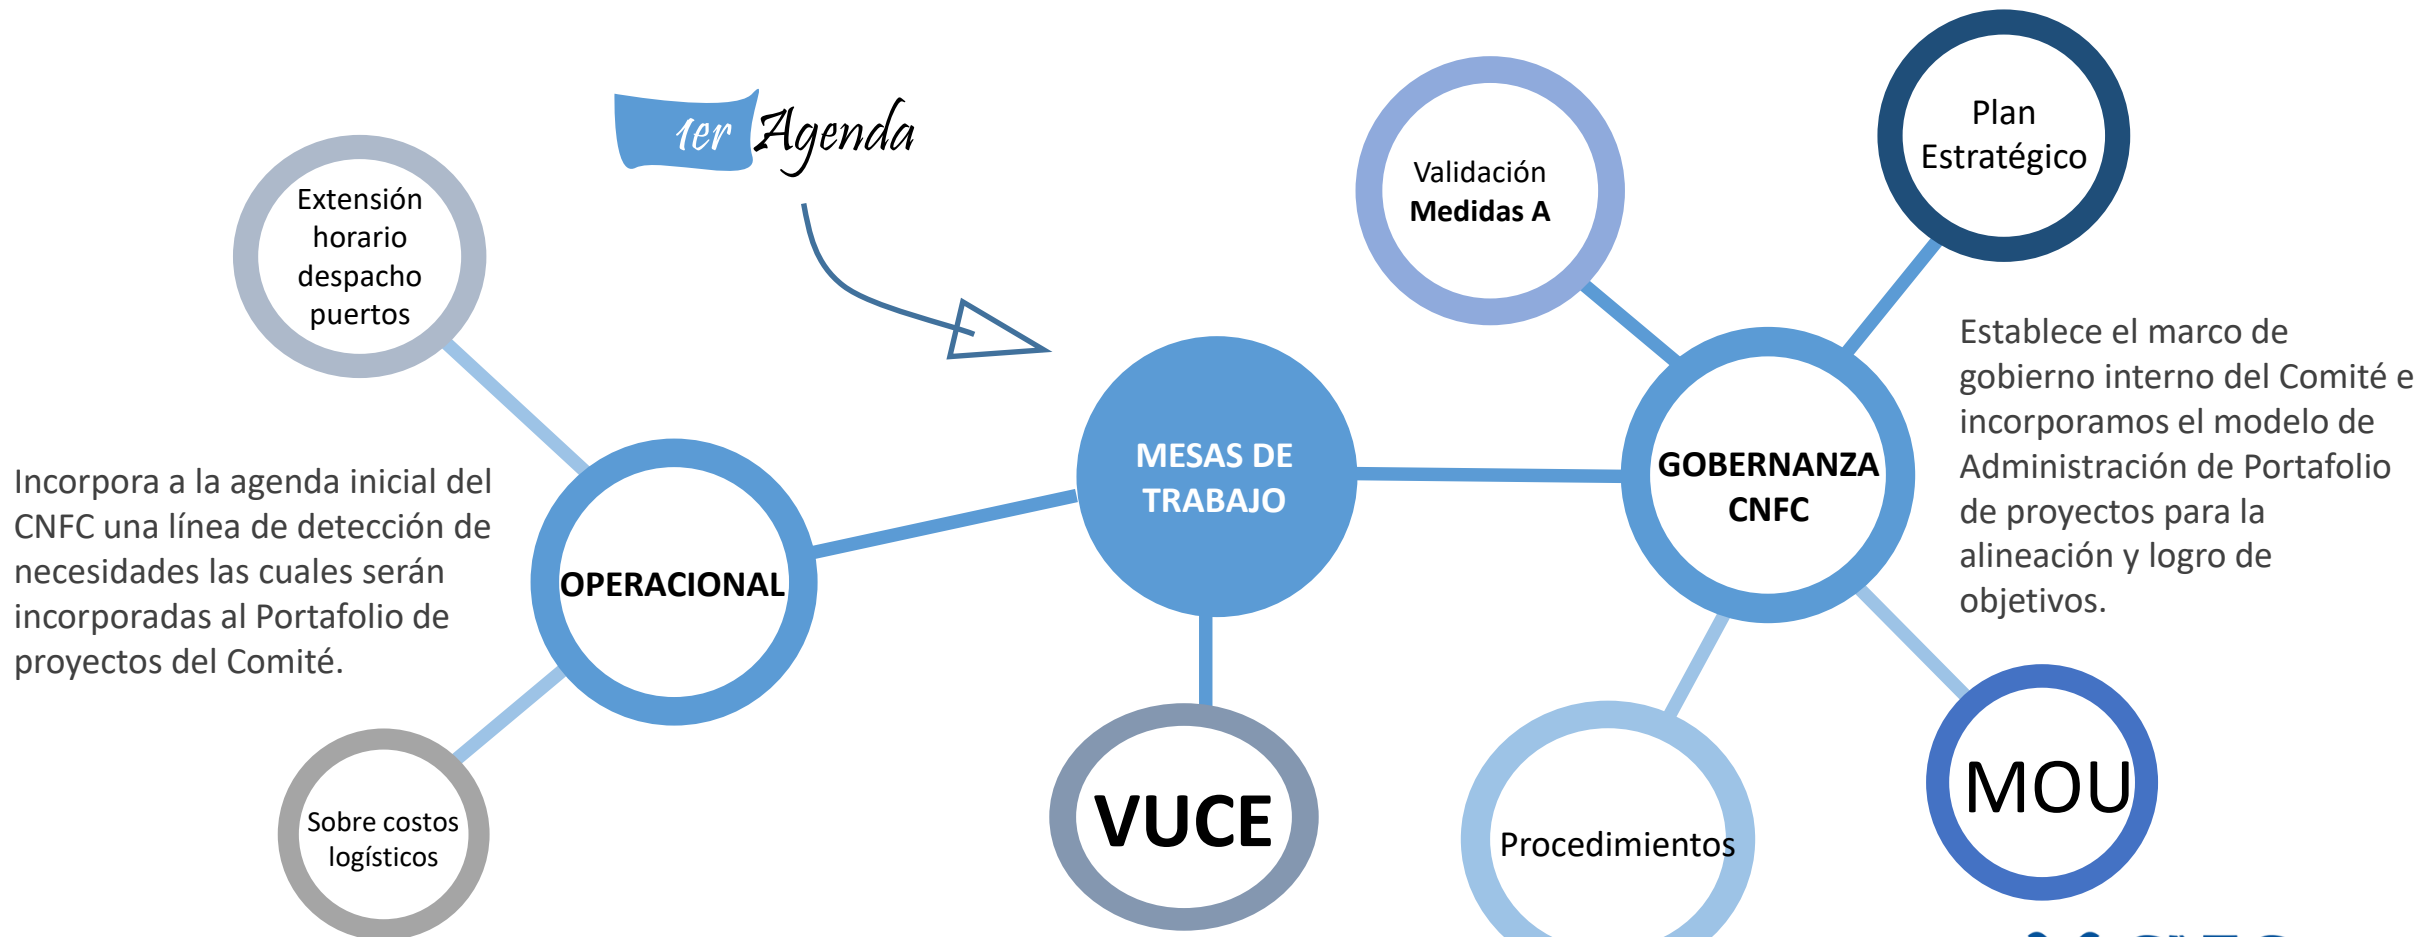 1er Agenda
Extensión
horario
despacho
puertos
Incorpora a la agenda inicial del
CNFC una línea de detección de
necesidades las cuales serán
incorporadas al Portafolio de
proyectos del Comité.
OPERACIONAL
Sobre costos
logísticos
MESAS DE
TRABAJO
VUCE
Validación
Medidas A
Plan
Estratégico
GOBERNANZA
CNFC
Establece el marco de
gobierno interno del Comité e
incorporamos el modelo de
Administración de Portafolio
de proyectos para la
alineación y logro de
objetivos.
Procedimientos
MOU